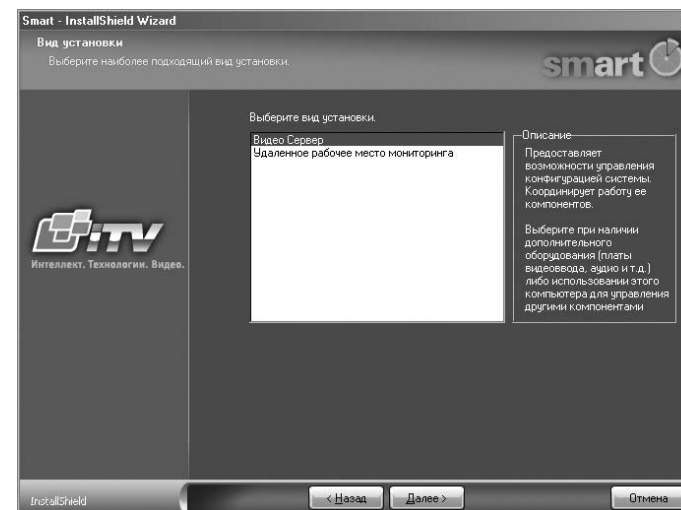 Smart - InstallShield Wizard
Вид установки
Выберите наиболее подходящий вид установки.
smart
Выберите вид установки.
Видео Сервер
Удаленное рабочее место мониторинга
Описание
Предоставляет
возможности управления
конфигурацией системы.
Координирует работу ее
компонентов.
Выберите при наличии
дополнительного
оборудования (платы
видеоввода, аудио и т.д.)
либо использовании этого
компьютера для управления
другими компонентами
iTV
Интеллект. Технологии. Видео.
InstallShield
< Назад
Далее >
Отмена